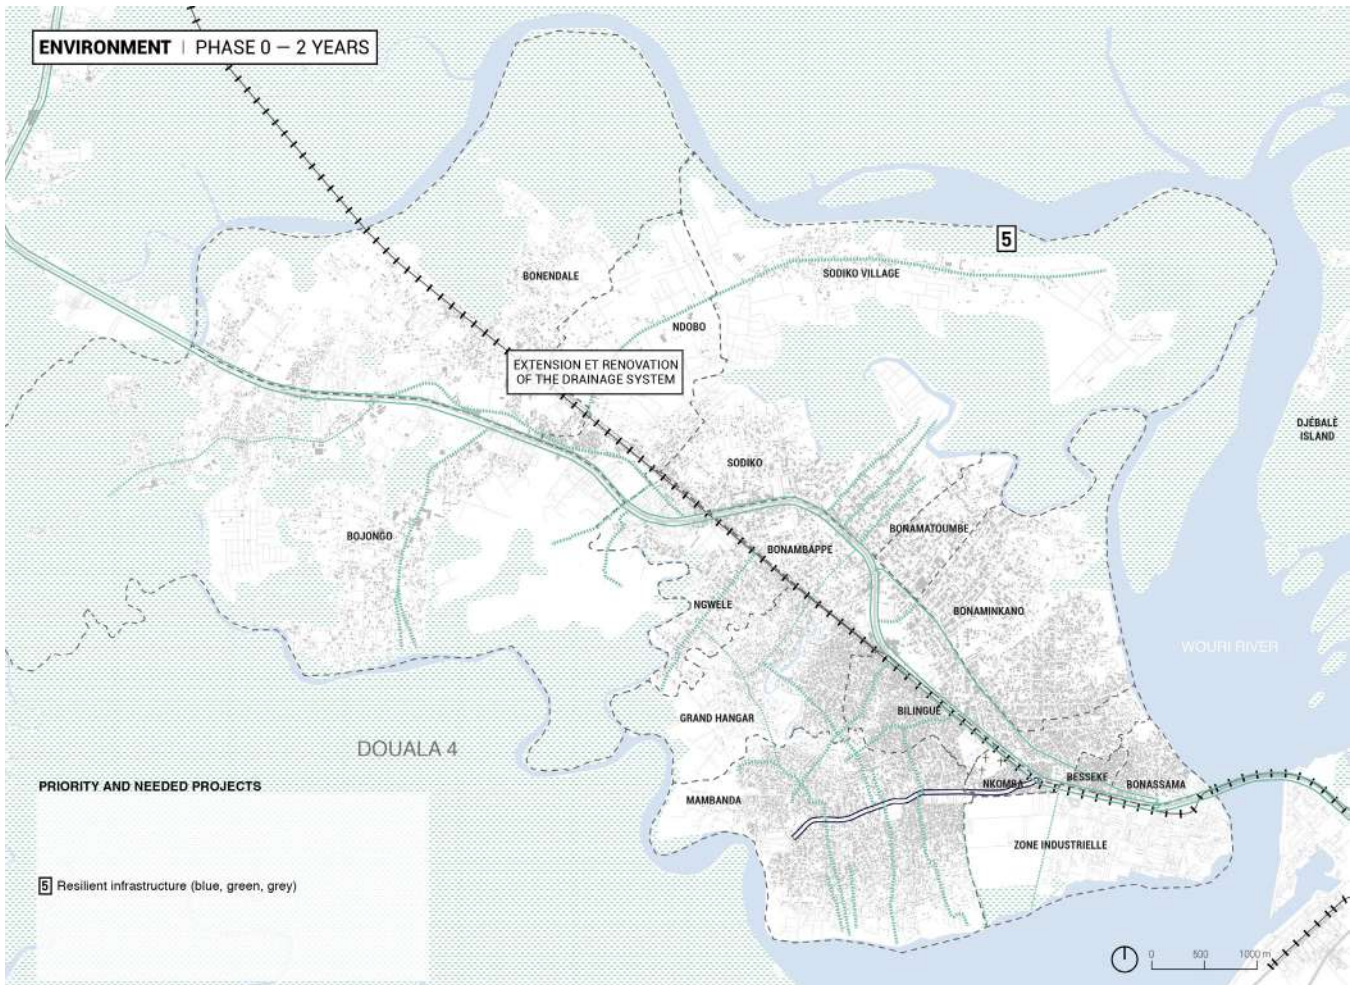 ENVIRONMENT | PHASE 0 – 2 YEARS
5
SODIKO VILLAGE
BONENDALE
NDOBO
EXTENSION ET RENOVATION
OF THE DRAINAGE SYSTEM
DJÉBALÈ
ISLAND
SODIKO
BOJONGO
BONAMATOUMBE
BONAMBAPPE
NGWELE
BONAMINKANO
WOURI RIVER
GRAND HANGAR
BILINGUE
DOUALA 4
PRIORITY AND NEEDED PROJECTS
NKOMBA
BESSEKE
BONASSAMA
MAMBANDA
ZONE INDUSTRIELLE
5 Resilient infrastructure (blue, green, grey)
0 500 1000 m